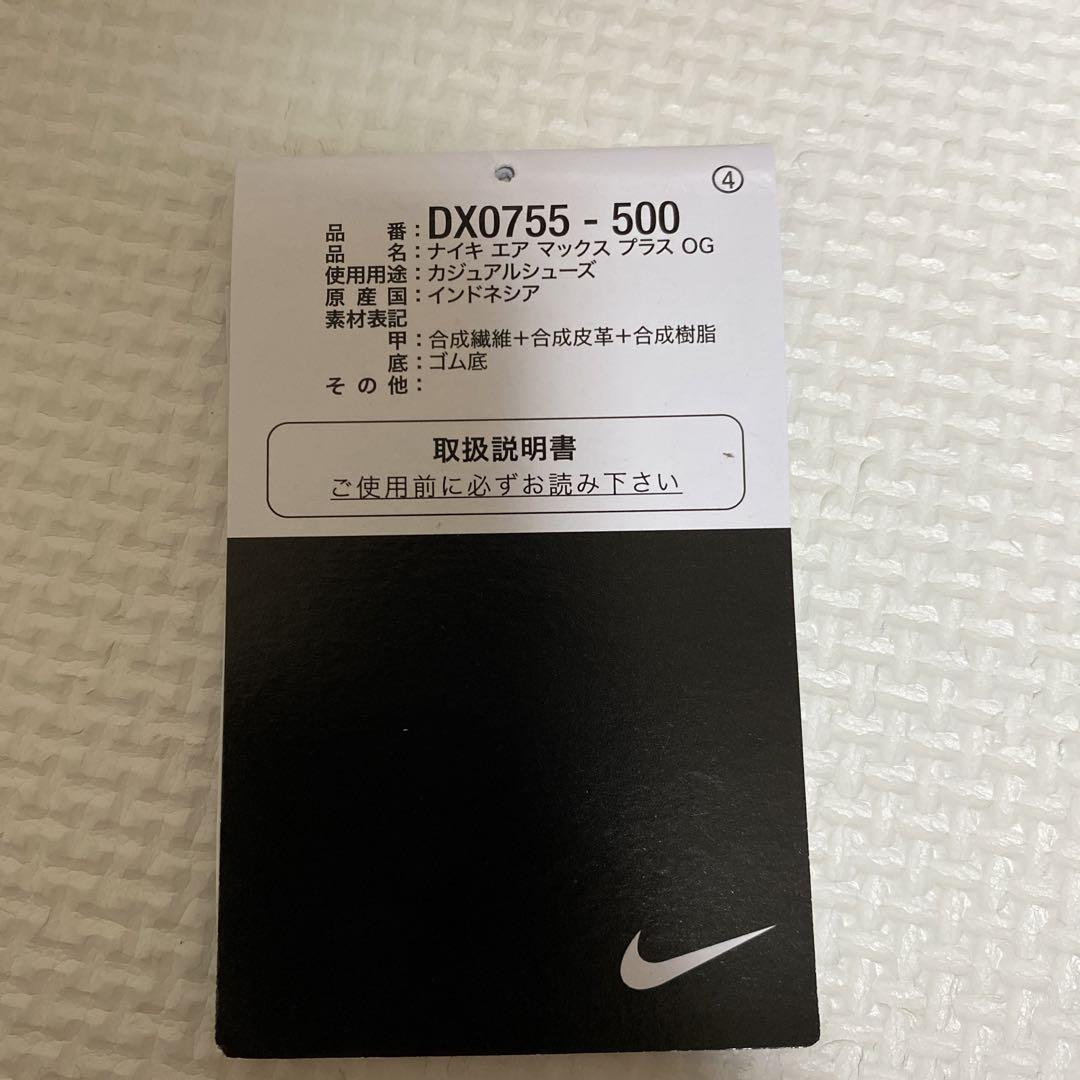 ④
品番：DX0755 - 500
品名：ナイキ エア マックス プラス OG
使用用途：カジュアルシューズ
原産国：インドネシア
素材表記
甲：合成繊維＋合成皮革＋合成樹脂
底：ゴム底
その他：
取扱説明書
ご使用前に必ずお読み下さい